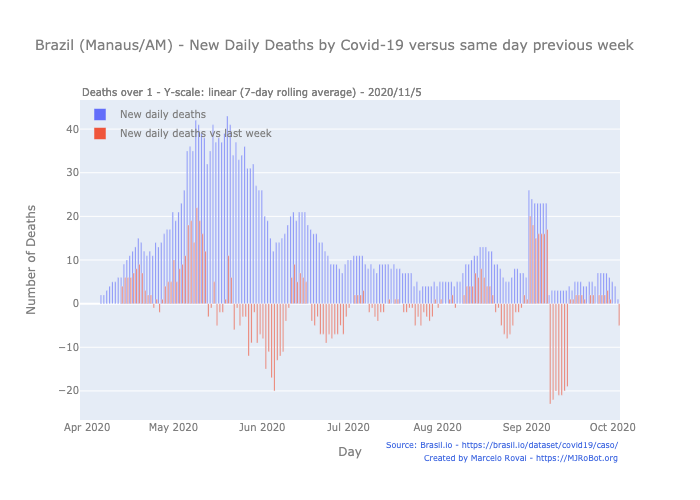 Brazil (Manaus/AM) - New Daily Deaths by Covid-19 versus same day previous week
Deaths over 1 - Y-scale: linear (7-day rolling average) - 2020/11/5
New daily deaths
New daily deaths vs last week
Number of Deaths
40
30
20
10
0
−10
−20
Apr 2020 May 2020 Jun 2020 Jul 2020 Aug 2020 Sep 2020 Oct 2020
Day
Source: Brasil.io - https://brasil.io/dataset/covid19/caso/
Created by Marcelo Rovai - https://MJRoBot.org